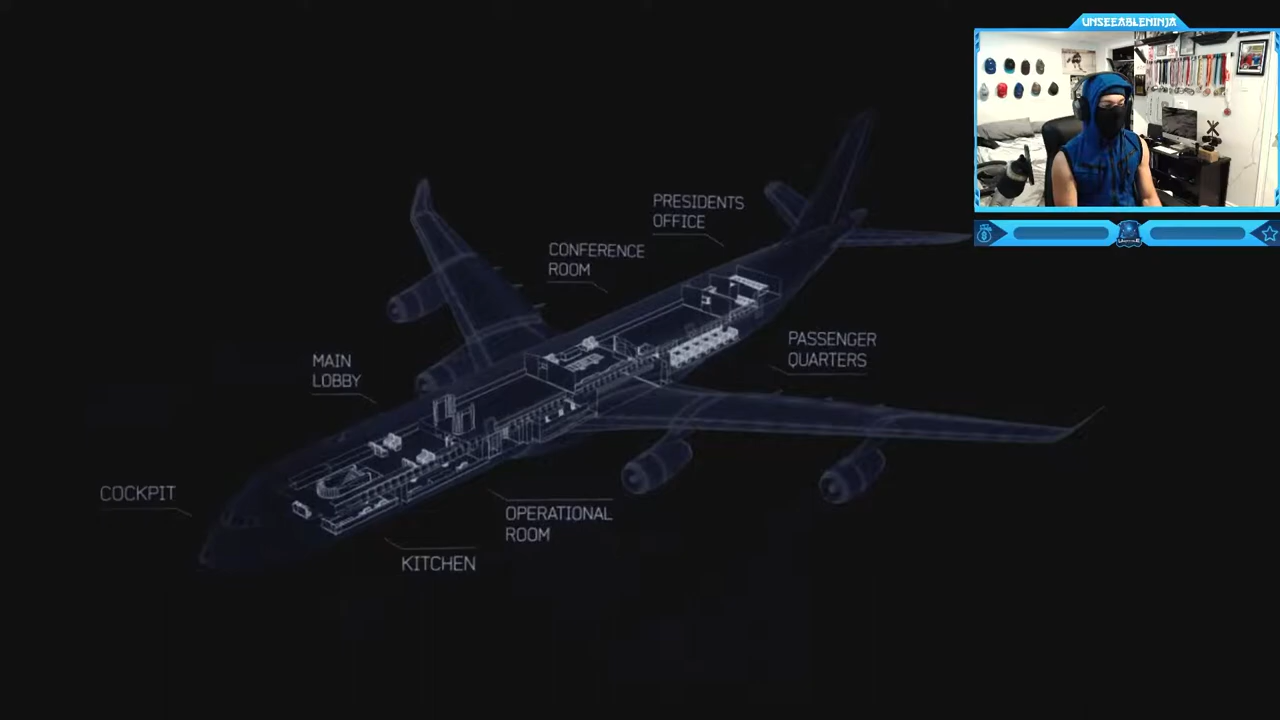 UNSEEABLENINJA
PRESIDENTS
OFFICE
CONFERENCE
ROOM
PASSENGER
QUARTERS
MAIN
LOBBY
COCKPIT
OPERATIONAL
ROOM
KITCHEN